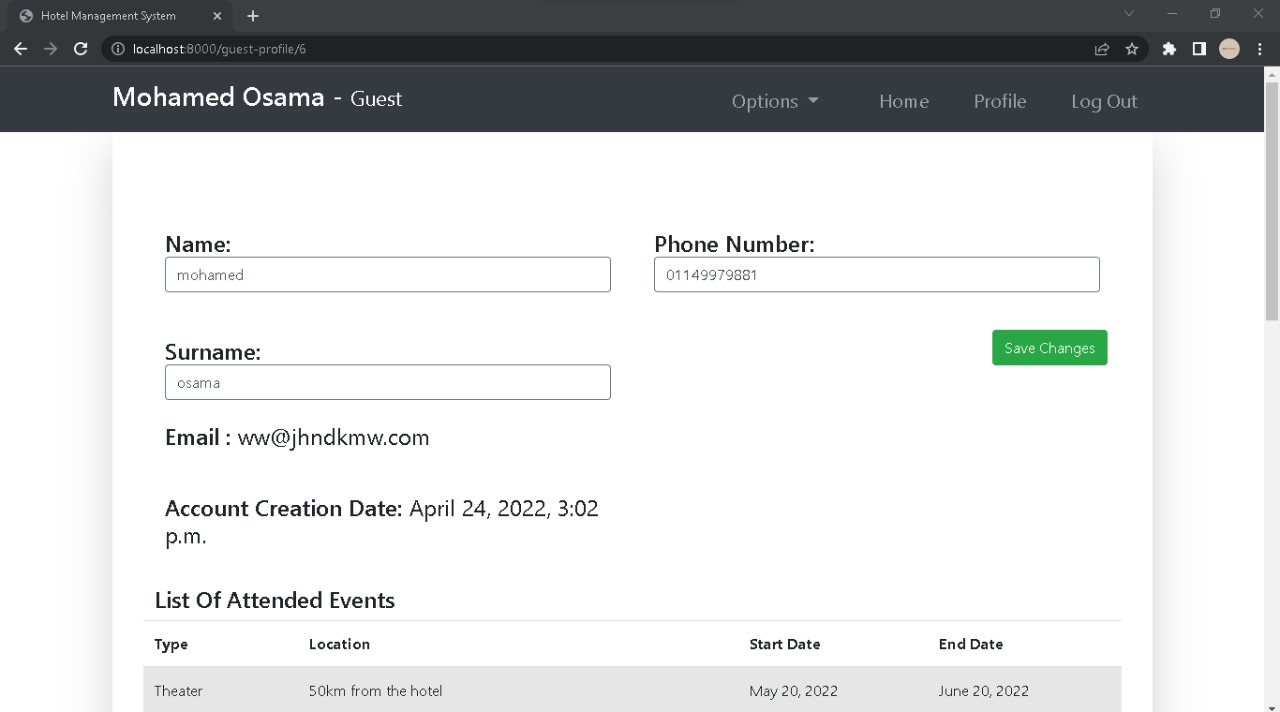 Hotel Management System
localhost:8000/guest-profile/6
Mohamed Osama - Guest
Options
Home
Profile
Log Out
Name:
Phone Number:
mohamed
01149979881
Surname:
Save Changes
osama
Email : ww@jhndkmw.com
Account Creation Date: April 24, 2022, 3:02
p.m.
List Of Attended Events
Type Location Start Date End Date
Theater 50km from the hotel May 20, 2022 June 20, 2022